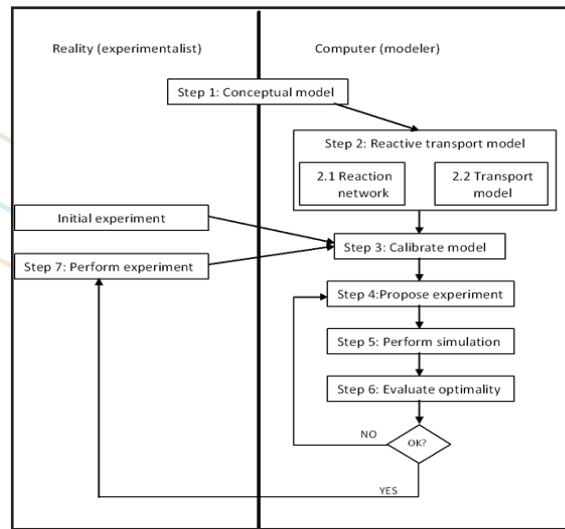 Reality (experimentalist)
Computer (modeler)
Step 1: Conceptual model
Step 2: Reactive transport model
2.1 Reaction
network
2.2 Transport
model
Initial experiment
Step 3: Calibrate model
Step 7: Perform experiment
Step 4:Propose experiment
Step 5: Perform simulation
Step 6: Evaluate optimality
NO
OK?
YES